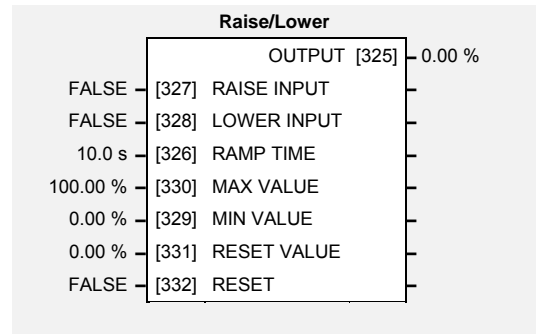 Raise/Lower
OUTPUT [325] 0.00 %
FALSE [327] RAISE INPUT
FALSE [328] LOWER INPUT
10.0 s [326] RAMP TIME
100.00 % [330] MAX VALUE
0.00 % [329] MIN VALUE
0.00 % [331] RESET VALUE
FALSE [332] RESET